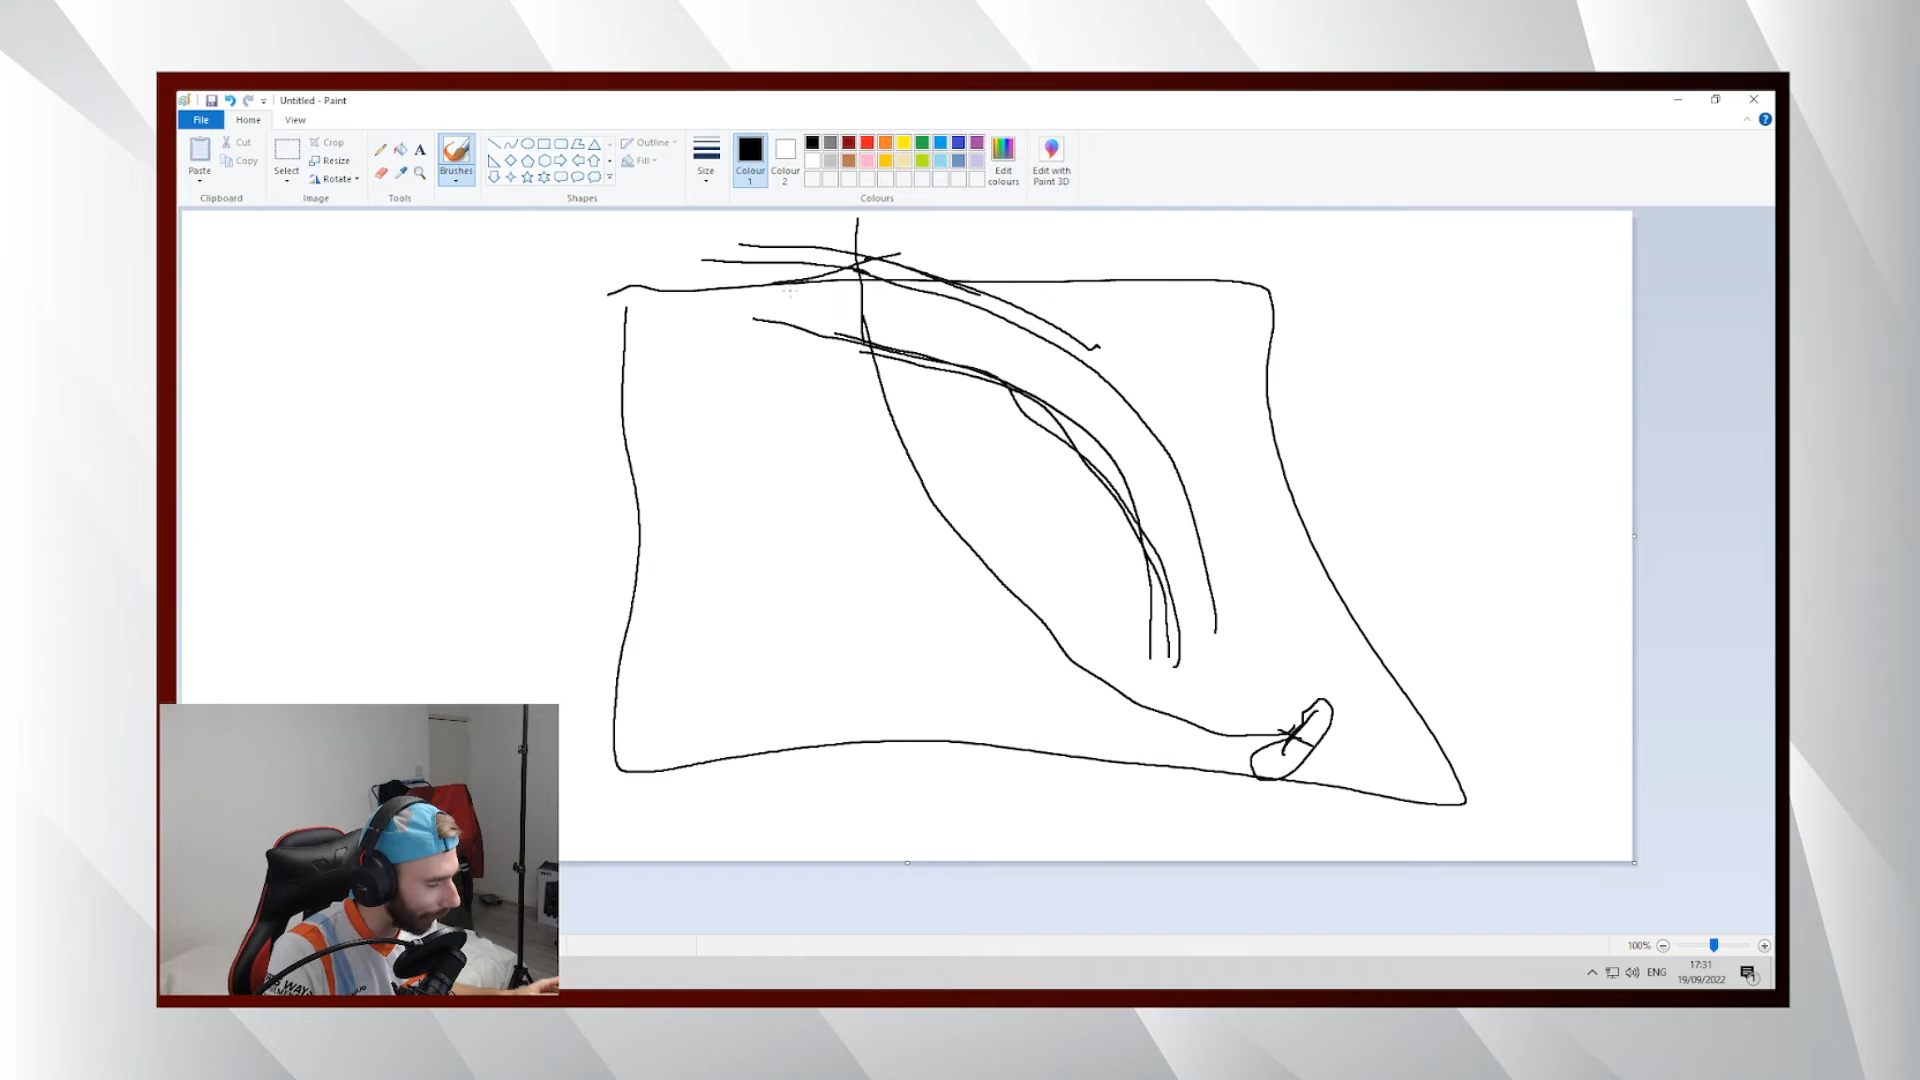 Untitled - Paint
File Home View
Paste
Cut
Copy
Clipboard
Select
Crop
Resize
Rotate
Image
A
Tools
Brushes
Outline
Fill
Shapes
Size
Colour 1
Colour 2
Edit colours
Colours
Edit with Paint 3D
?
100%
ENG
17:31
19/09/2022
1